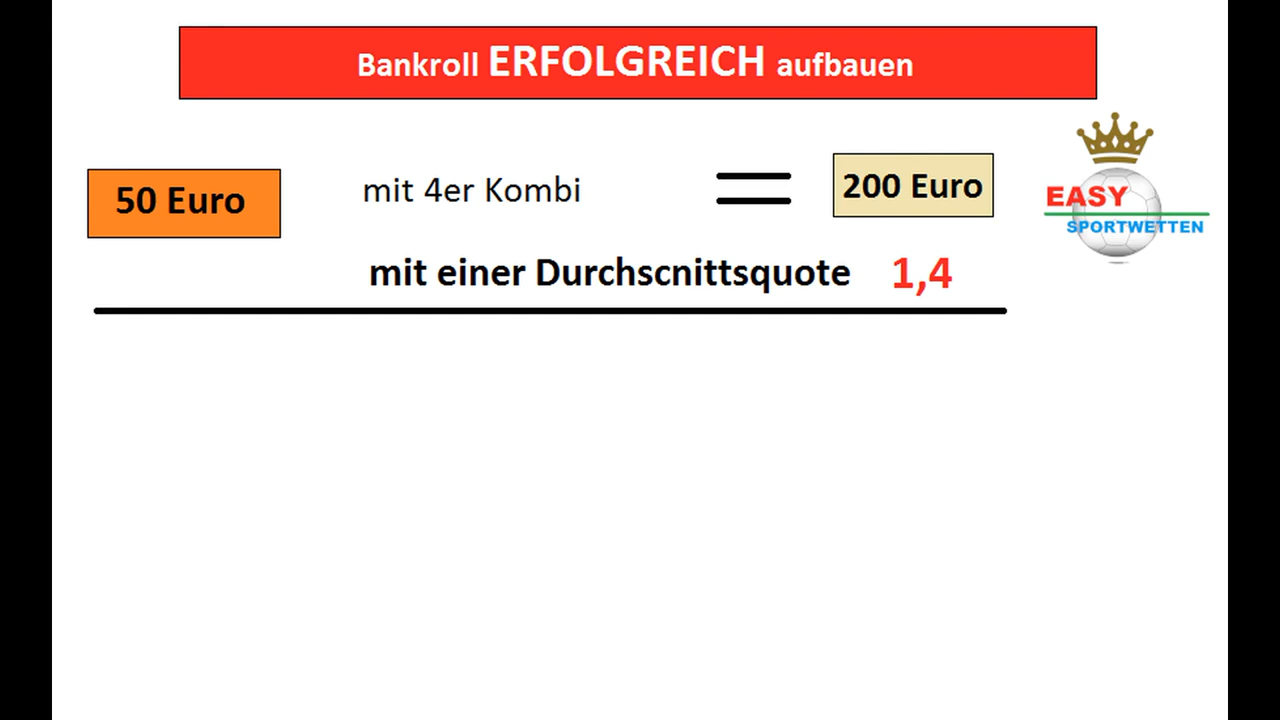 Bankroll ERFOLGREICH aufbauen
50 Euro
mit 4er Kombi
200 Euro
EASY
SPORTWETTEN
mit einer Durchscnittsquote 1,4